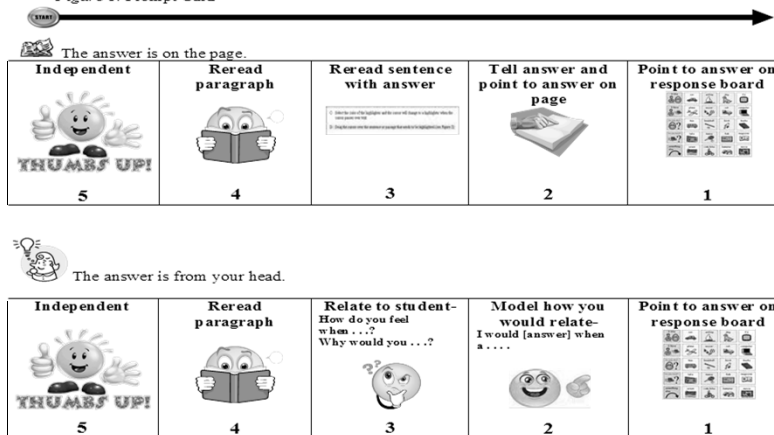 START
The answer is on the page.
Independent
THUMBS UP!
5
Reread
paragraph
4
Reread sentence
with answer
3
Tell answer and
point to answer on
page
2
Point to answer on
response board
1
The answer is from your head.
Independent
THUMBS UP!
5
Reread
paragraph
4
Relate to student-
How do you feel
when . . .?
Why would you . . .?
??
3
Model how you
would relate-
I would [answer] when
a . . . .
2
Point to answer on
response board
1